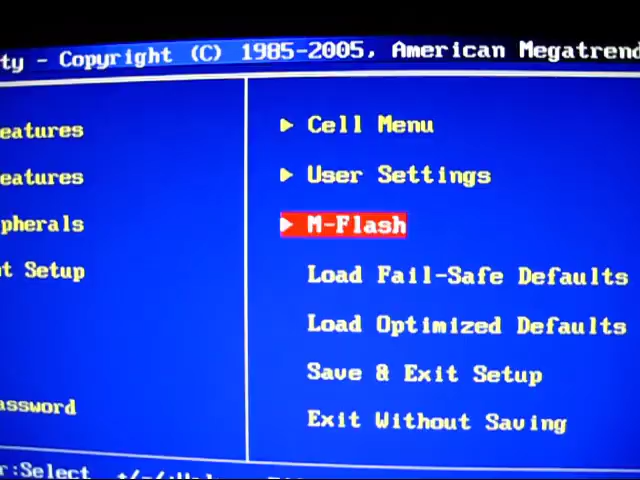 ty - Copyright (C) 1985-2005, American Megatrend
eatures
eatures
pherals
t Setup
assword
Cell Menu
User Settings
M-Flash
Load Fail-Safe Defaults
Load Optimized Defaults
Save & Exit Setup
Exit Without Saving
r:Select